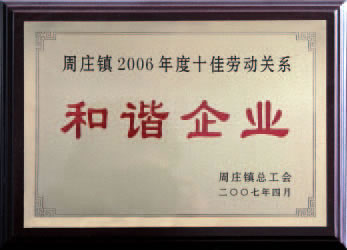 周庄镇2006年度十佳劳动关系
和谐企业
周庄镇总工会
二〇〇七年四月